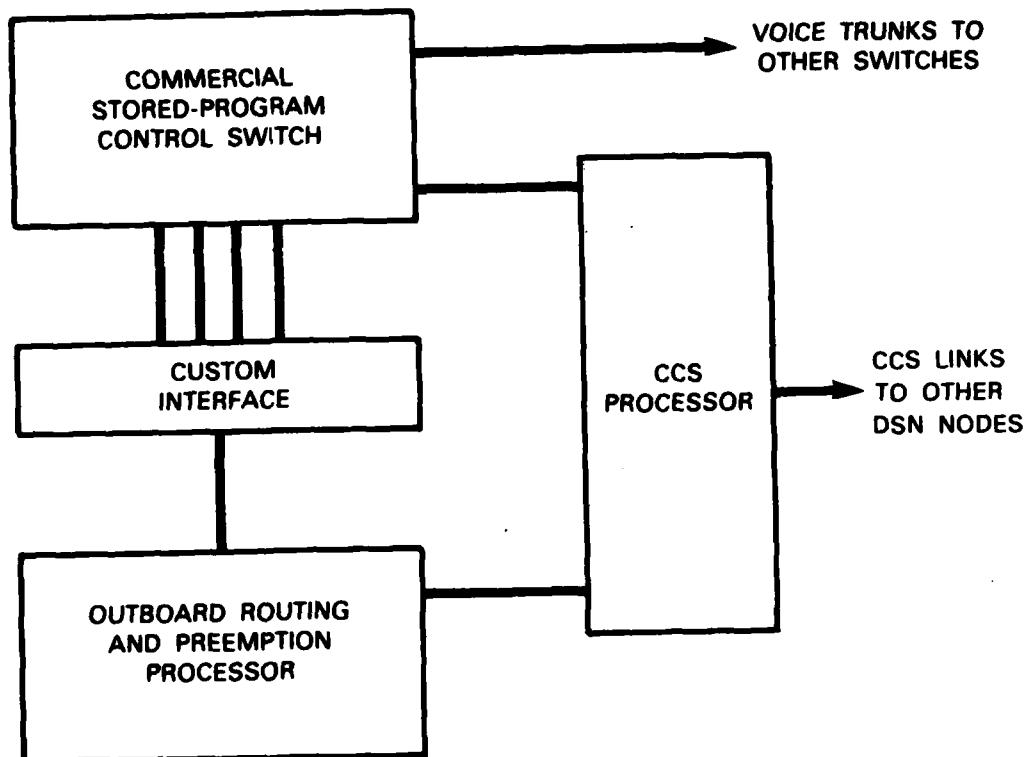 COMMERCIAL
STORED-PROGRAM
CONTROL SWITCH
VOICE TRUNKS TO
OTHER SWITCHES
CUSTOM
INTERFACE
CCS
PROCESSOR
CCS LINKS
TO OTHER
DSN NODES
OUTBOARD ROUTING
AND PREEMPTION
PROCESSOR